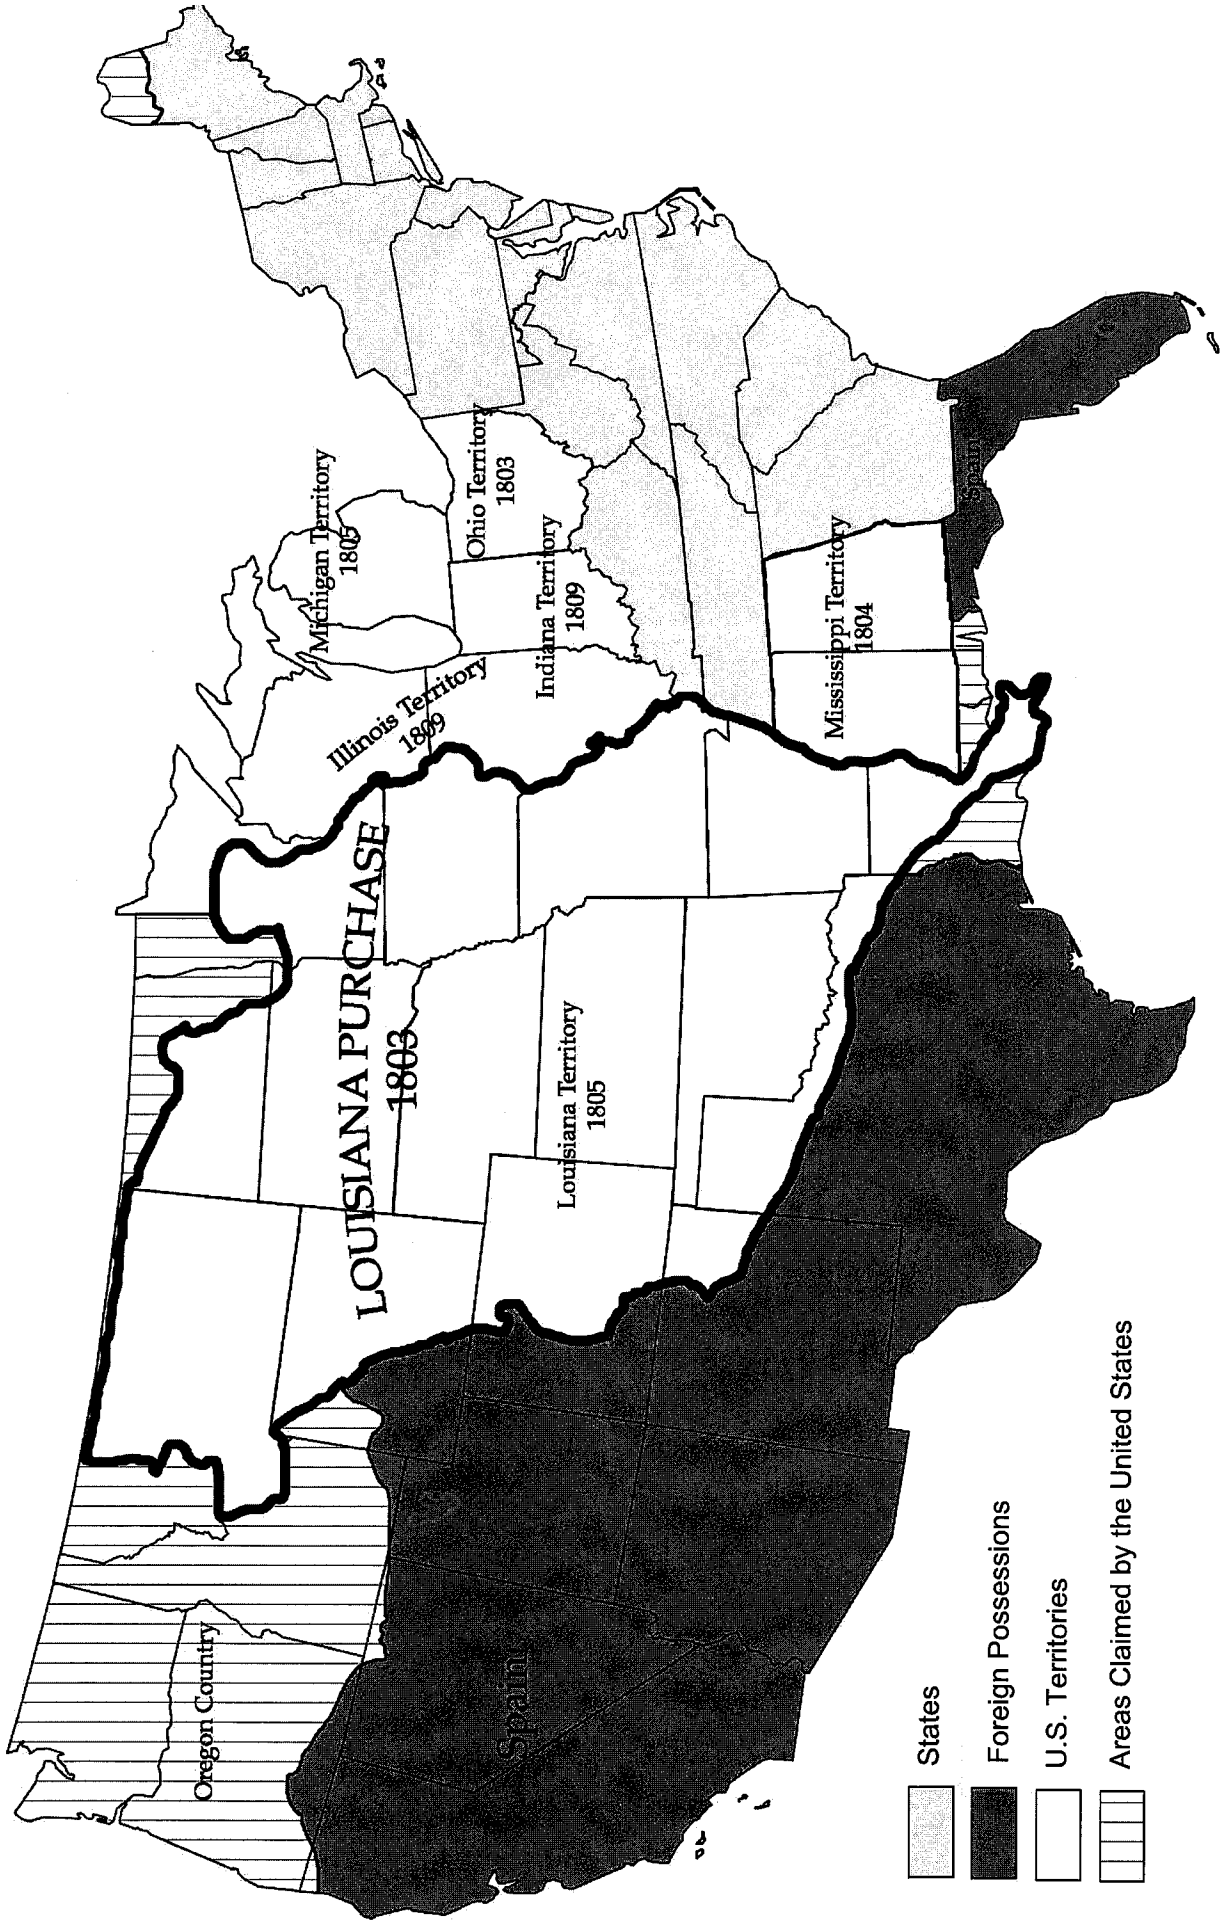 Oregon Country
LOUISIANA PURCHASE
1803
Illinois Territory
1809
Michigan Territory
1805
Ohio Territory
1803
Indiana Territory
1809
Louisiana Territory
1805
Mississippi Territory
1804
Spain
Spain
States
Foreign Possessions
U.S. Territories
Areas Claimed by the United States